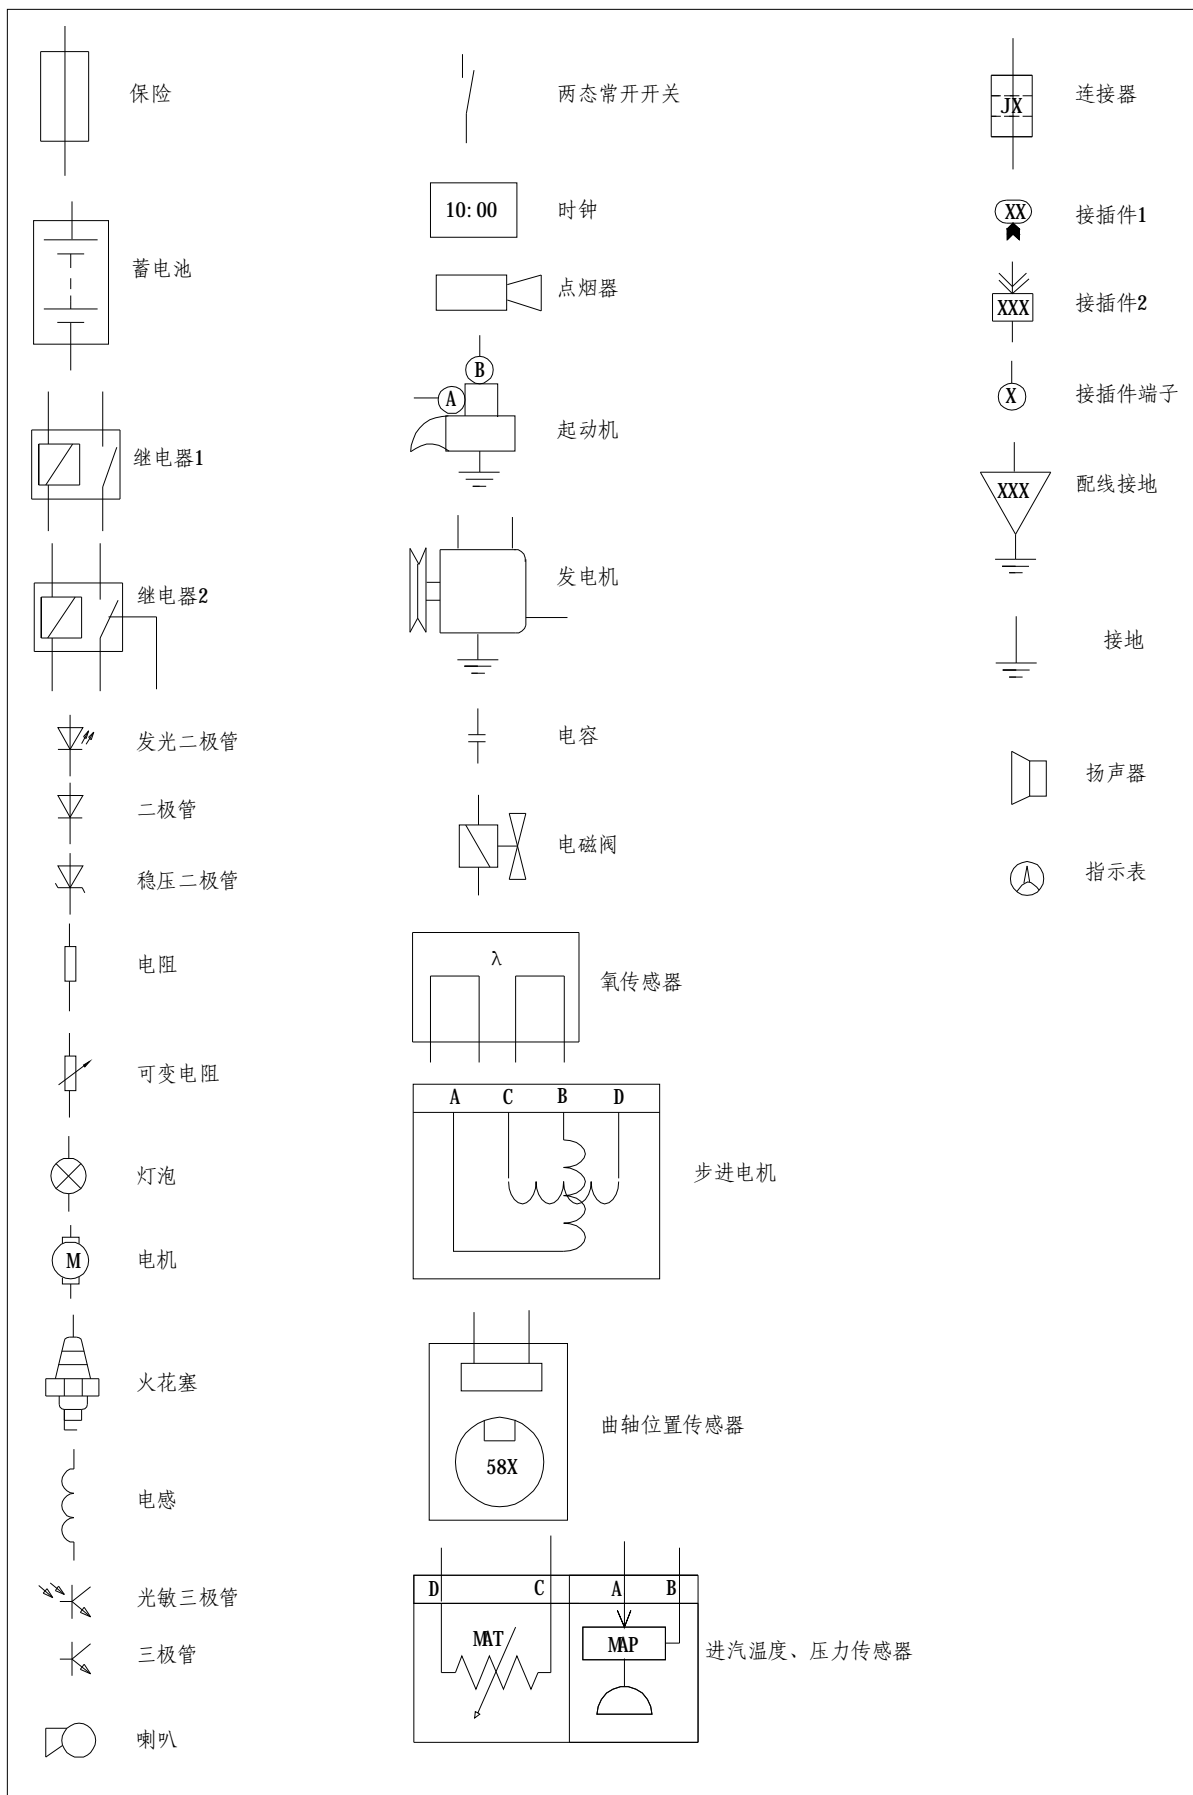 保险
蓄电池
继电器1
继电器2
发光二极管
二极管
稳压二极管
电阻
可变电阻
灯泡
M
电机
火花塞
电感
光敏三极管
三极管
喇叭
两态常开开关
10:00
时钟
点烟器
B
A
起动机
发电机
电容
电磁阀
λ
氧传感器
A C B D
步进电机
58X
曲轴位置传感器
D C A B
MAT MAP
进汽温度、压力传感器
JX
连接器
XX
接插件1
XXX
接插件2
X
接插件端子
XXX
配线接地
接地
扬声器
指示表